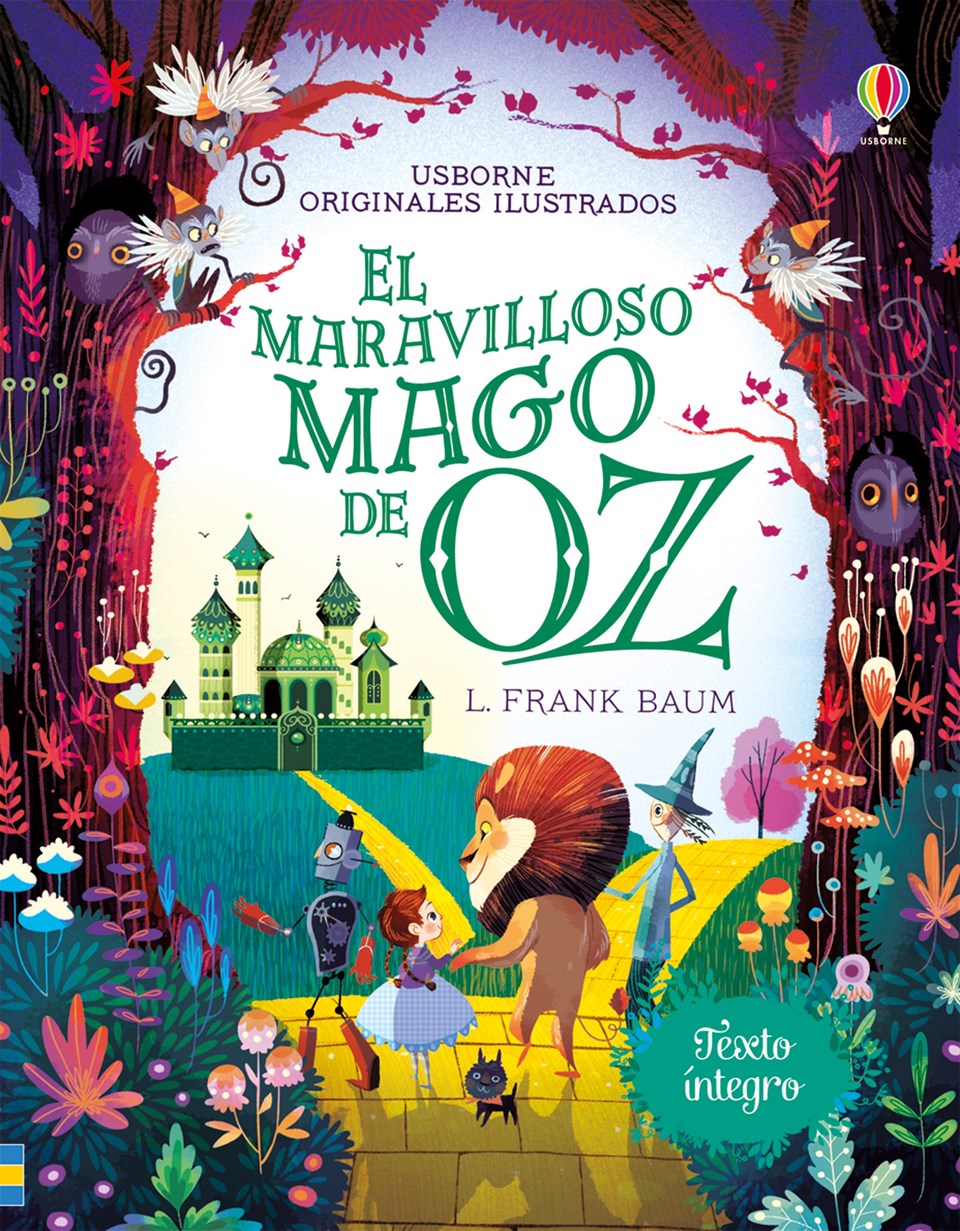 USBORNE
USBORNE
ORIGINALES ILUSTRADOS
EL
MARAVILLOSO
MAGO
DE OZ
L. FRANK BAUM
Texto
íntegro